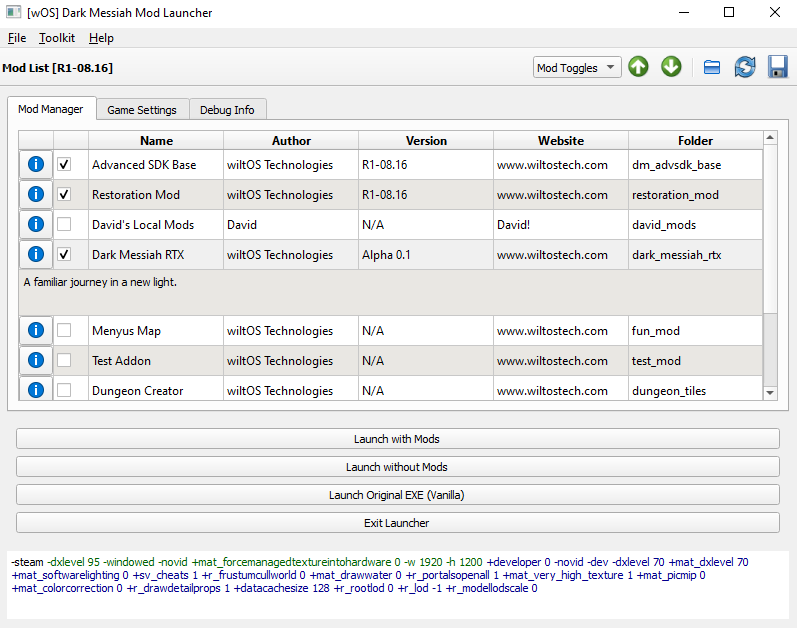 [wOS] Dark Messiah Mod Launcher
File Toolkit Help
Mod List [R1-08.16] Mod Toggles
Mod Manager Game Settings Debug Info
Name Author Version Website Folder
Advanced SDK Base wiltOS Technologies R1-08.16 www.wiltostech.com dm_advsdk_base
Restoration Mod wiltOS Technologies R1-08.16 www.wiltostech.com restoration_mod
David's Local Mods David N/A David! david_mods
Dark Messiah RTX wiltOS Technologies Alpha 0.1 www.wiltostech.com dark_messiah_rtx
A familiar journey in a new light.
Menyus Map wiltOS Technologies N/A www.wiltostech.com fun_mod
Test Addon wiltOS Technologies N/A www.wiltostech.com test_mod
Dungeon Creator wiltOS Technologies N/A www.wiltostech.com dungeon_tiles
Launch with Mods
Launch without Mods
Launch Original EXE (Vanilla)
Exit Launcher
-steam -dxlevel 95 -windowed -novid +mat_forcemanagedtextureintohardware 0 -w 1920 -h 1200 +developer 0 -novid -dev -dxlevel 70 +mat_dxlevel 70
+mat_softwarelighting 0 +sv_cheats 1 +r_frustumcullworld 0 +mat_drawwater 0 +r_portalsopenall 1 +mat_very_high_texture 1 +mat_picmip 0
+mat_colorcorrection 0 +r_drawdetailprops 1 +datacachesize 128 +r_rootlod 0 +r_lod -1 +r_modellodscale 0